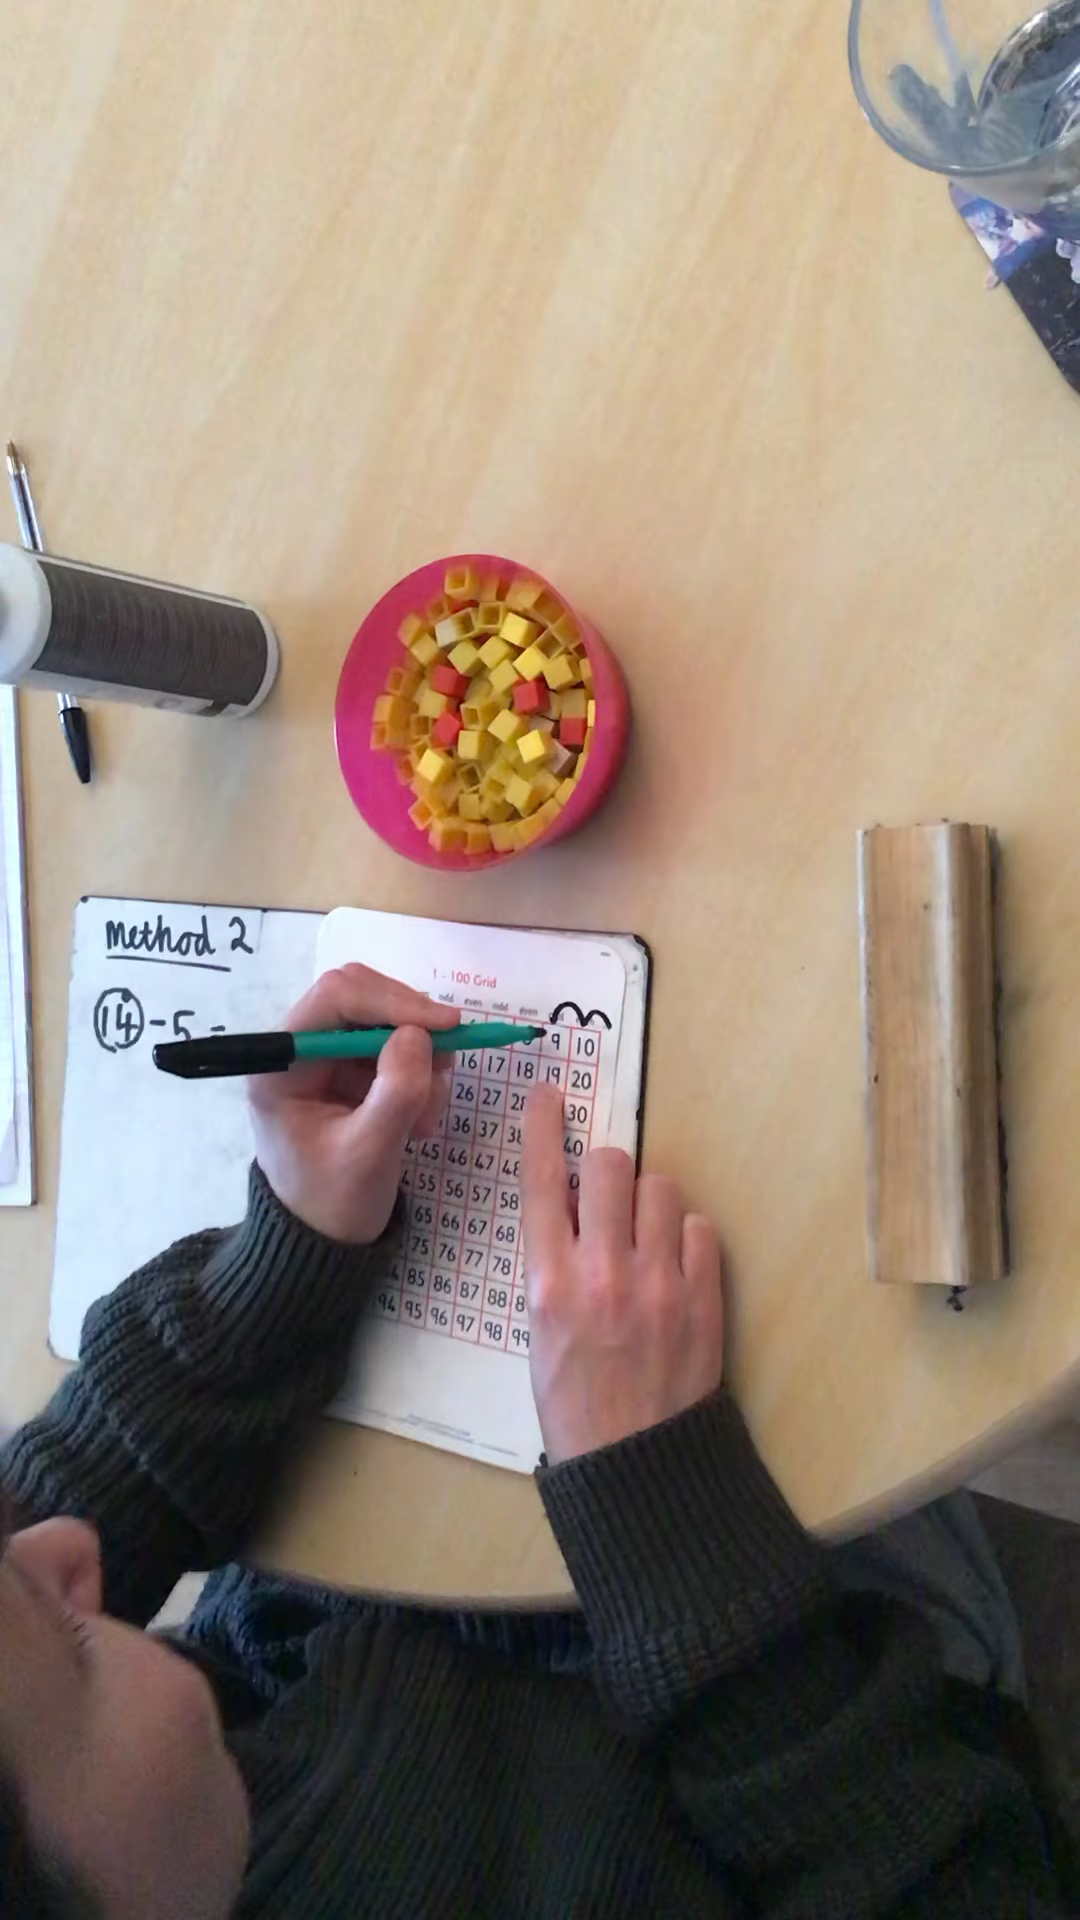 Method 2
14 - 5 =
1 - 100 Grid
odd even odd even
9 10
16 17 18 19 20
26 27 30
36 37 40
45 46 47
55 56 57 58
65 66 67 68
75 76 77 78
85 86 87 88
94 95 96 97 98 99